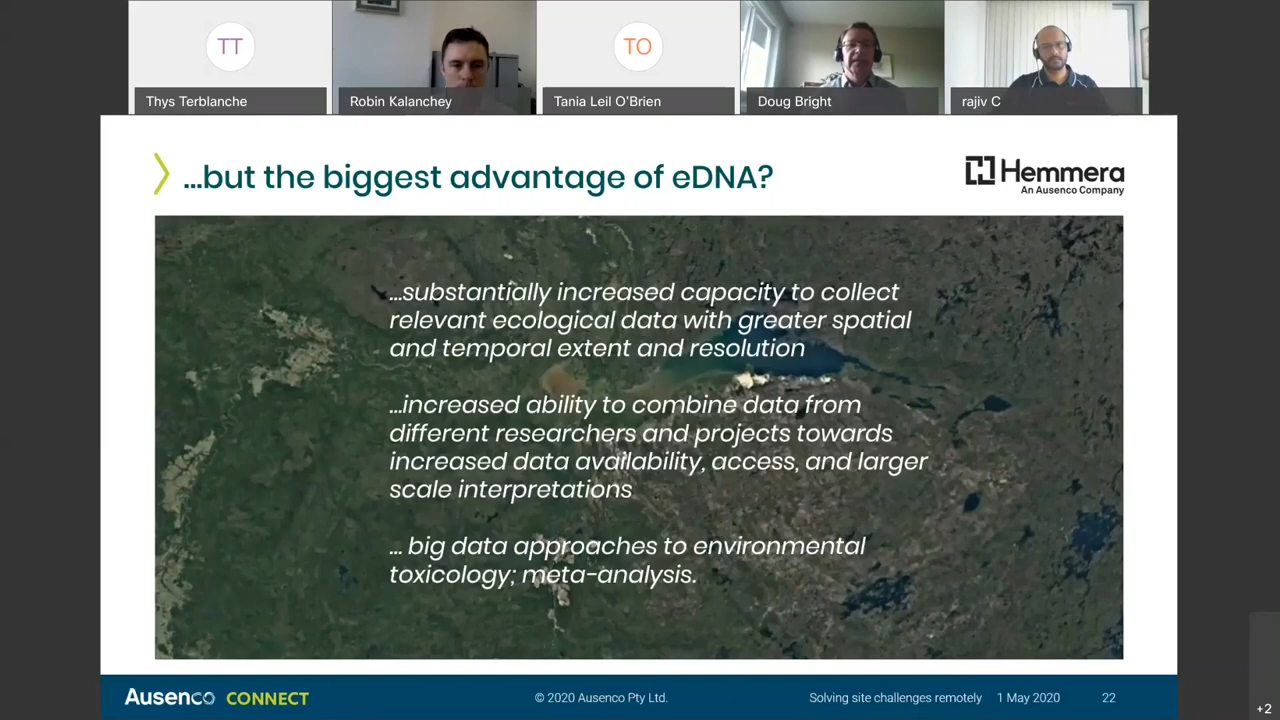 TT
TO
Thys Terblanche
Robin Kalanchey
Tania Leil O'Brien
Doug Bright
rajiv C
...but the biggest advantage of eDNA?
Hemmera
An Ausenco Company
...substantially increased capacity to collect
relevant ecological data with greater spatial
and temporal extent and resolution
...increased ability to combine data from
different researchers and projects towards
increased data availability, access, and larger
scale interpretations
... big data approaches to environmental
toxicology; meta-analysis.
Ausenco CONNECT
© 2020 Ausenco Pty Ltd.
Solving site challenges remotely 1 May 2020 22
+2